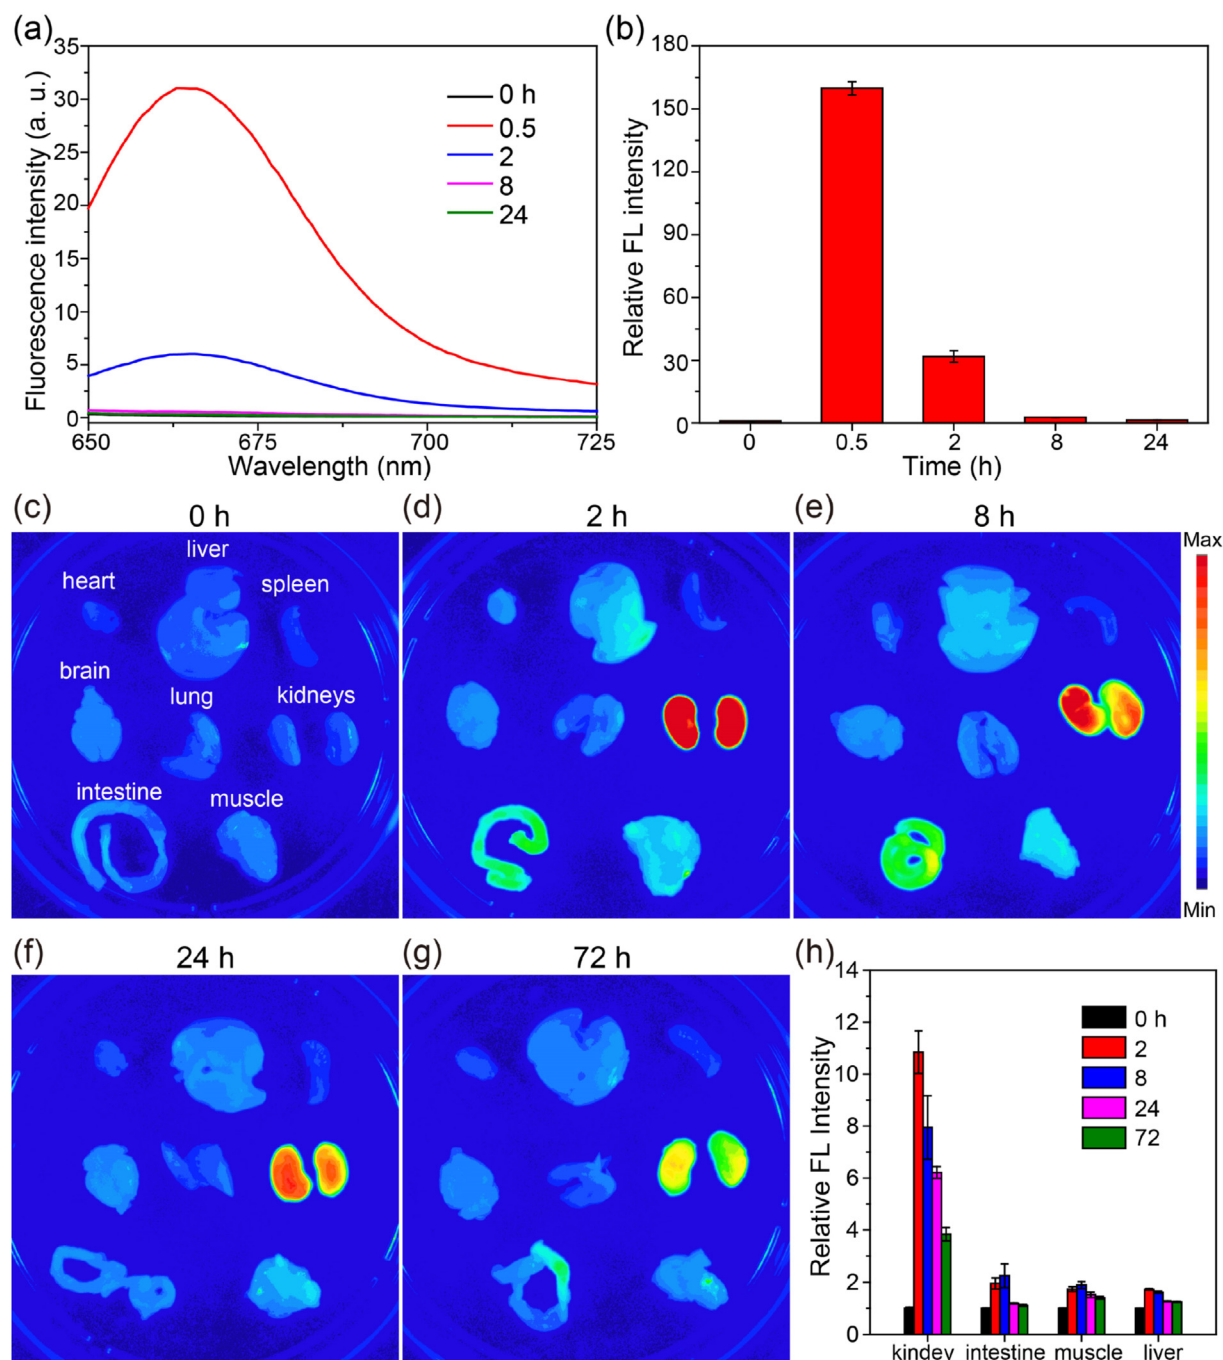 (a)
35
30
25
20
15
10
5
0
650
675
700
725
Fluorescence intensity (a. u.)
Wavelength (nm)
0 h
0.5
2
8
24
(b)
180
150
120
90
60
30
0
0
0.5
2
8
24
Relative FL intensity
Time (h)
(c)
0 h
liver
heart
spleen
brain
lung
kidneys
intestine
muscle
(d)
2 h
(e)
8 h
Max
Min
(f)
24 h
(g)
72 h
(h)
14
12
10
8
6
4
2
0
Relative FL Intensity
0 h
2
8
24
72
kindey
intestine
muscle
liver